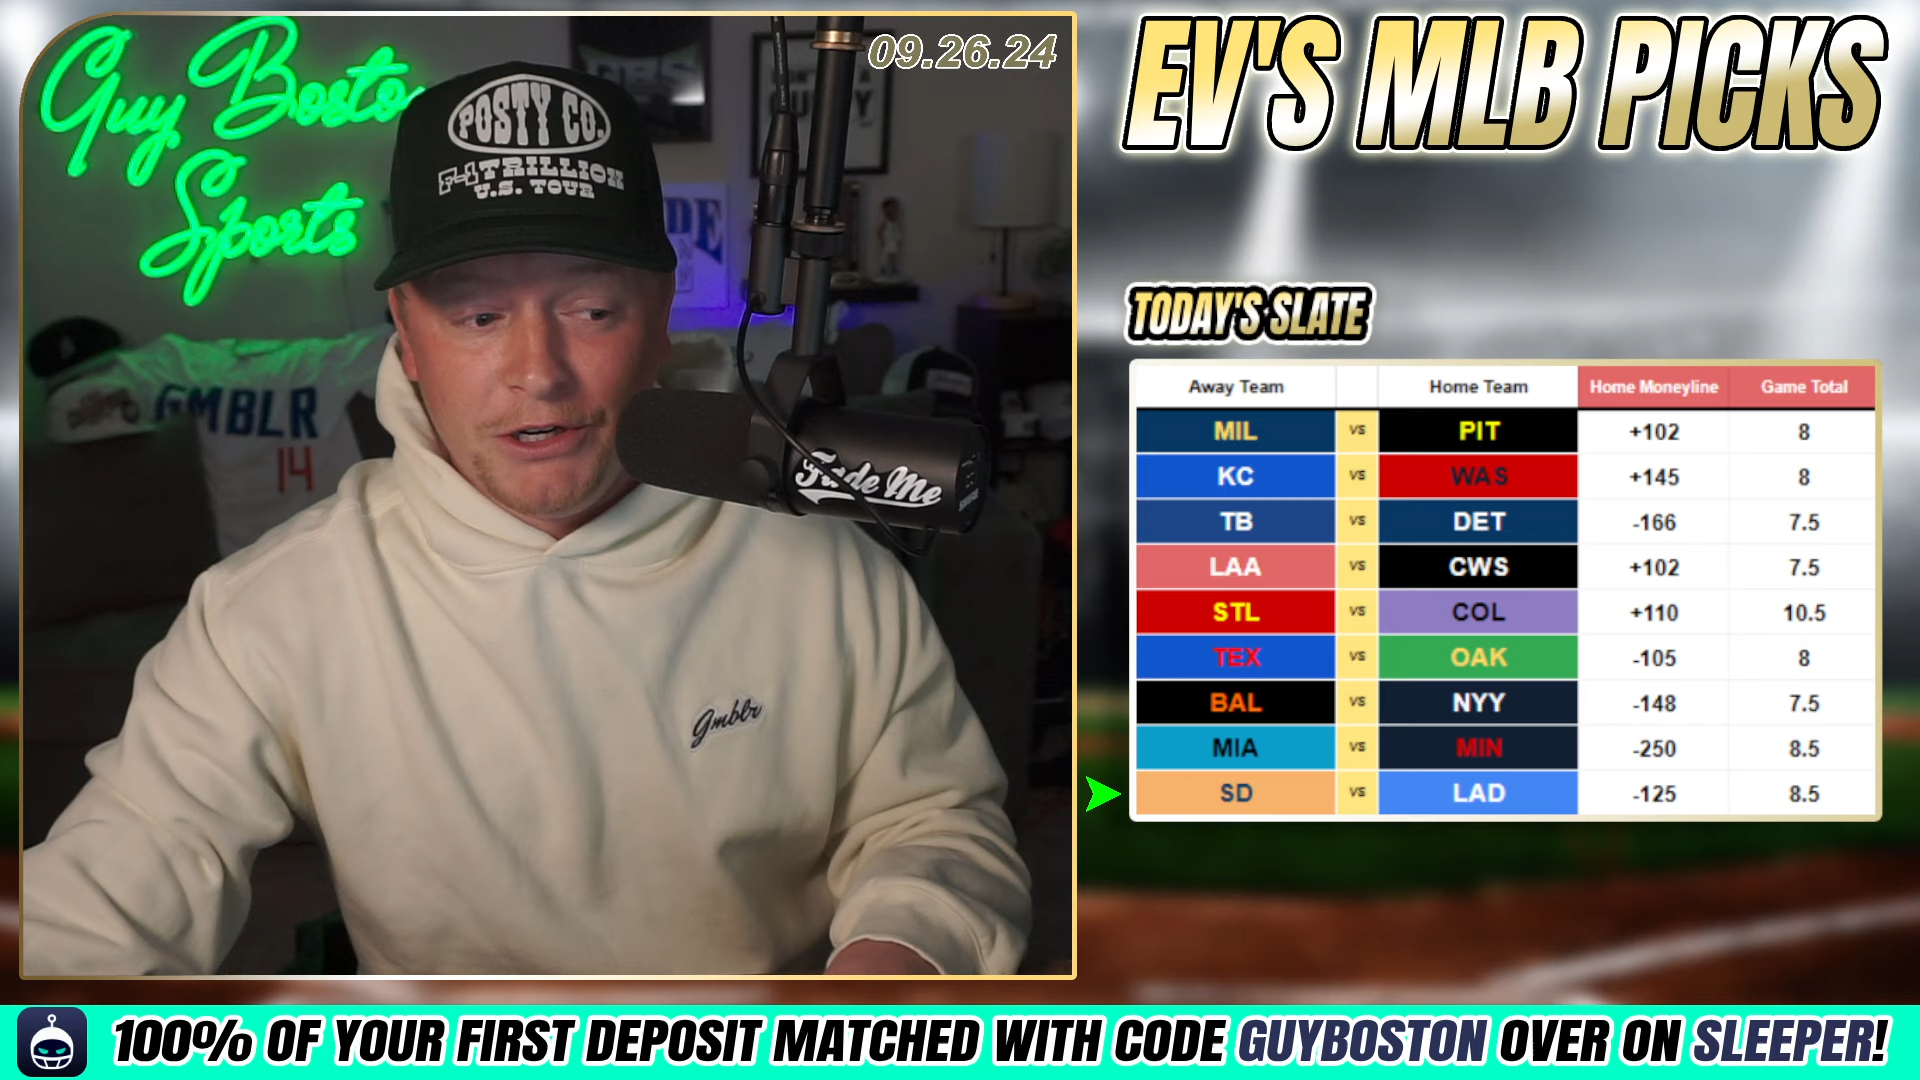 Guy Bosto
Sports
POSTY CO.
F-1 TRILLION
U.S. TOUR
09.26.24
GMBLR
14
Fade Me
Gmblr
EV'S MLB PICKS
TODAY'S SLATE
Away Team Home Team Home Moneyline Game Total
MIL VS PIT +102 8
KC VS WAS +145 8
TB VS DET -166 7.5
LAA VS CWS +102 7.5
STL VS COL +110 10.5
TEX VS OAK -105 8
BAL VS NYY -148 7.5
MIA VS MIN -250 8.5
SD VS LAD -125 8.5
100% OF YOUR FIRST DEPOSIT MATCHED WITH CODE GUYBOSTON OVER ON SLEEPER!